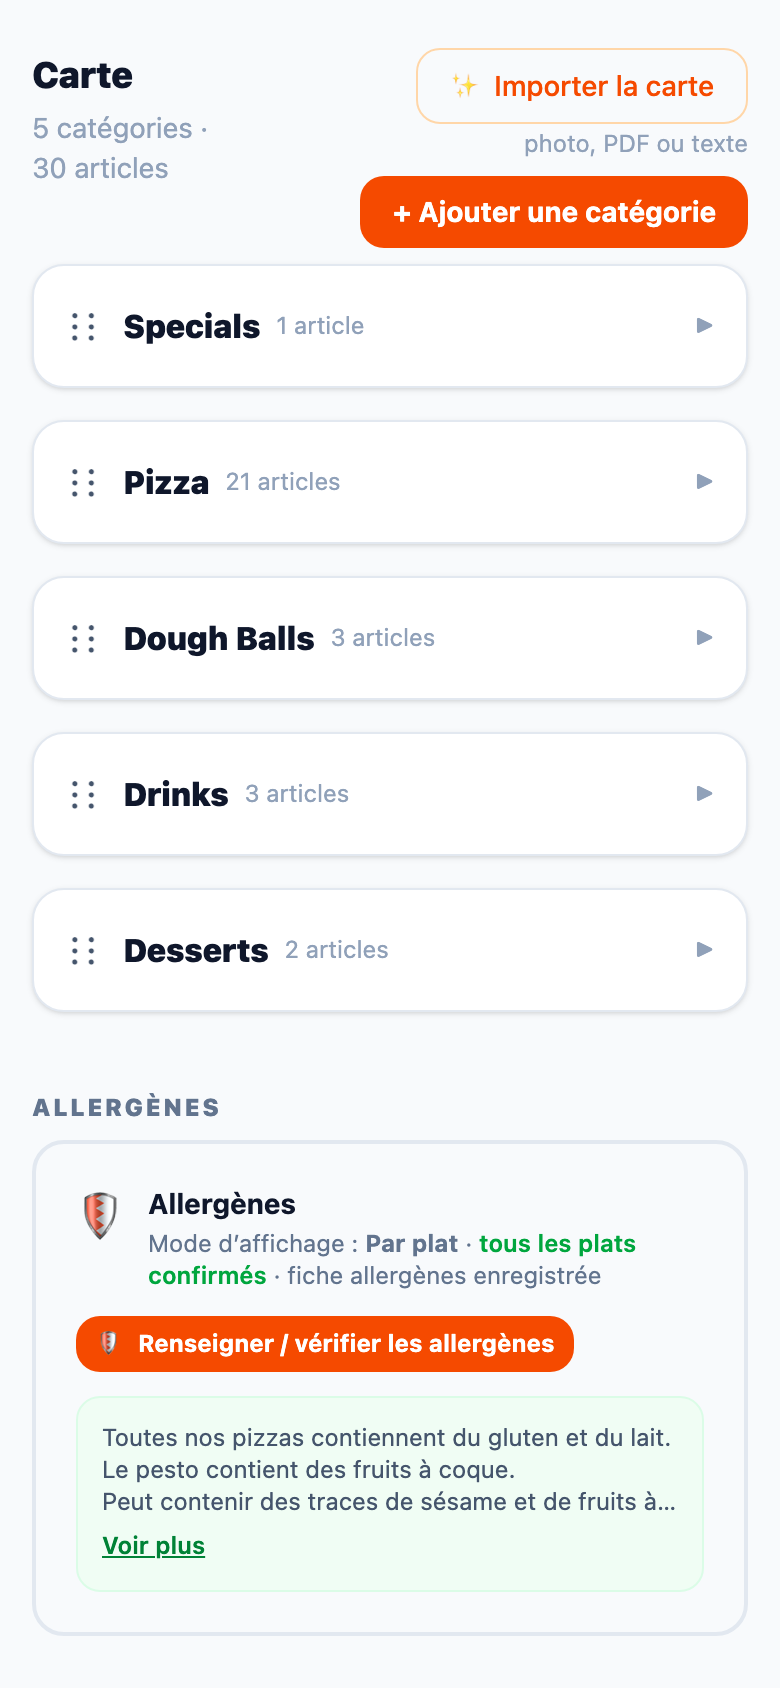 Carte
5 catégories ·
30 articles
✨ Importer la carte
photo, PDF ou texte
+ Ajouter une catégorie
Specials 1 article
Pizza 21 articles
Dough Balls 3 articles
Drinks 3 articles
Desserts 2 articles
ALLERGÈNES
Allergènes
Mode d’affichage : Par plat · tous les plats
confirmés · fiche allergènes enregistrée
Renseigner / vérifier les allergènes
Toutes nos pizzas contiennent du gluten et du lait.
Le pesto contient des fruits à coque.
Peut contenir des traces de sésame et de fruits à...
Voir plus